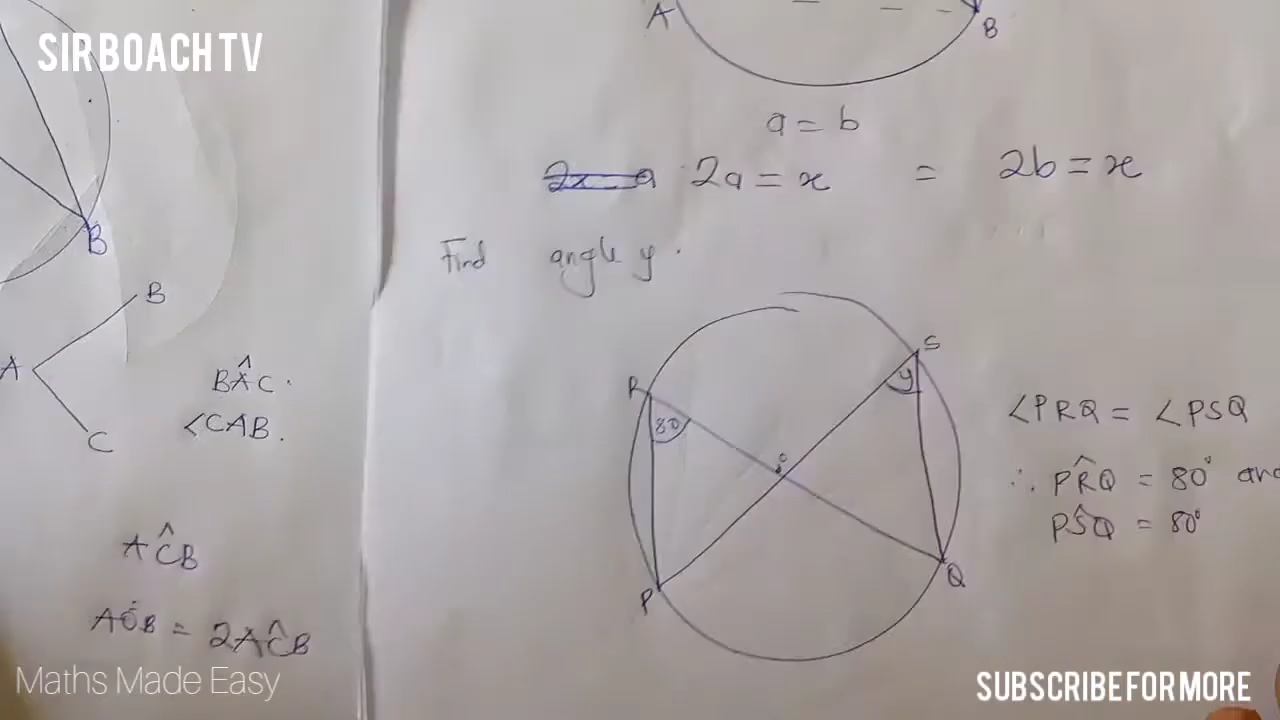 SIR BOACH TV
A
B
a = b
2x a 2a = x = 2b = x
B
Find angle y.
B
A
C
BÂC.
<CAB.
AĈB
AÔB = 2AĈB
R
S
80
y
o
P
Q
∠PRQ = ∠PSQ
∴ PR̂Q = 80° and
PŜQ = 80°
Maths Made Easy
SUBSCRIBE FOR MORE